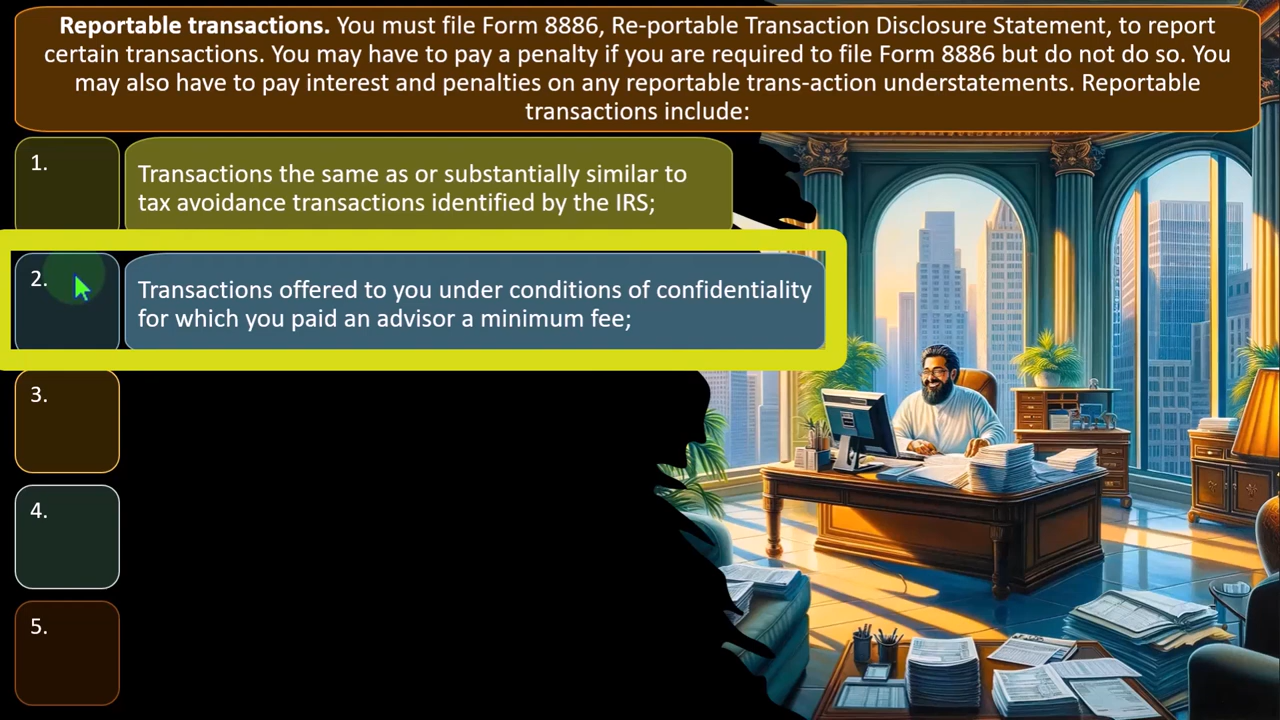 Reportable transactions. You must file Form 8886, Re-portable Transaction Disclosure Statement, to report
certain transactions. You may have to pay a penalty if you are required to file Form 8886 but do not do so. You
may also have to pay interest and penalties on any reportable trans-action understatements. Reportable
transactions include:
1.
Transactions the same as or substantially similar to
tax avoidance transactions identified by the IRS;
2.
Transactions offered to you under conditions of confidentiality
for which you paid an advisor a minimum fee;
3.
4.
5.